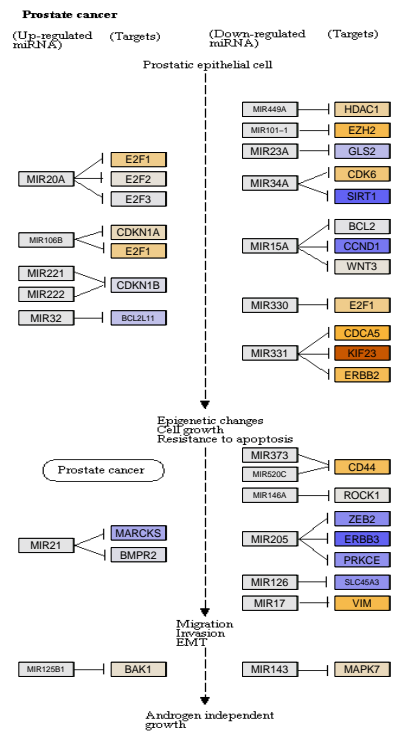 Prostate cancer
(Up-regulated
miRNA)
(Targets)
(Down-regulated
miRNA)
(Targets)
Prostatic epithelial cell
MIR20A
E2F1
E2F2
E2F3
MIR106B
CDKN1A
E2F1
MIR221
MIR222
CDKN1B
MIR32
BCL2L11
MIR449A
HDAC1
MIR101-1
EZH2
MIR23A
GLS2
MIR34A
CDK6
SIRT1
MIR15A
BCL2
CCND1
WNT3
MIR330
E2F1
MIR331
CDCA5
KIF23
ERBB2
Epigenetic changes
Cell growth
Resistance to apoptosis
Prostate cancer
MIR21
MARCKS
BMPR2
MIR373
MIR520C
CD44
MIR146A
ROCK1
MIR205
ZEB2
ERBB3
PRKCE
MIR126
SLC45A3
MIR17
VIM
Migration
Invasion
EMT
MIR125B1
BAK1
MIR143
MAPK7
Androgen independent
growth